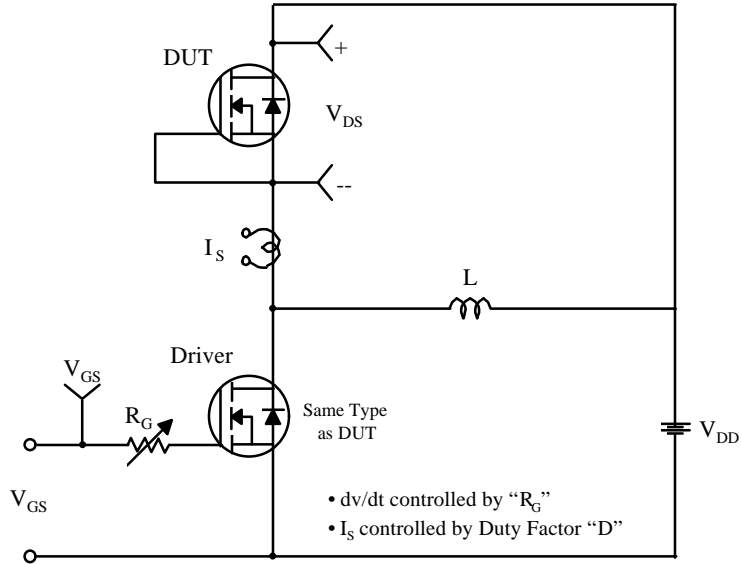 DUT
+
V_DS
--
I_S
L
Driver
V_GS
R_G
Same Type
as DUT
V_DD
V_GS
• dv/dt controlled by “R_G”
• I_S controlled by Duty Factor “D”